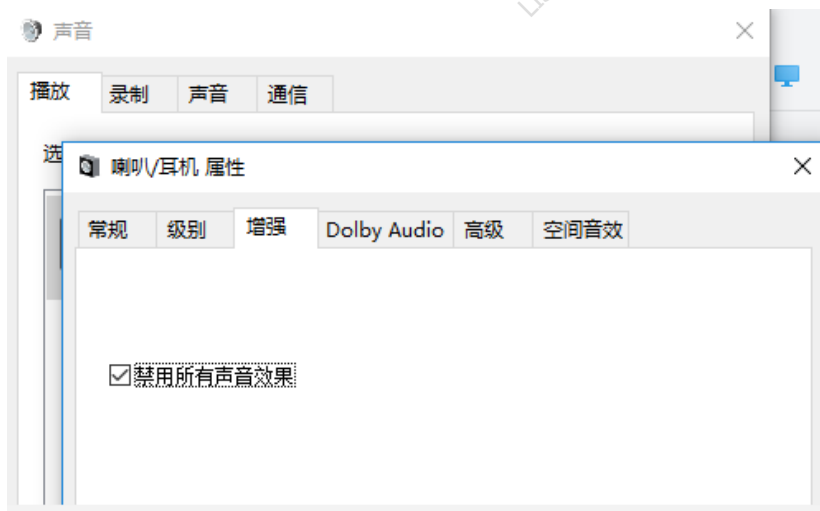 声音
播放 录制 声音 通信
选
喇叭/耳机 属性
常规 级别 增强 Dolby Audio 高级 空间音效
禁用所有声音效果